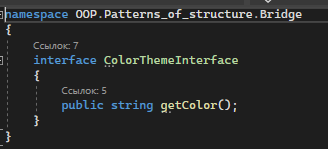 namespace OOP.Patterns_of_structure.Bridge
{
Ссылок: 7
interface ColorThemeInterface
{
Ссылок: 5
public string getColor();
}
}